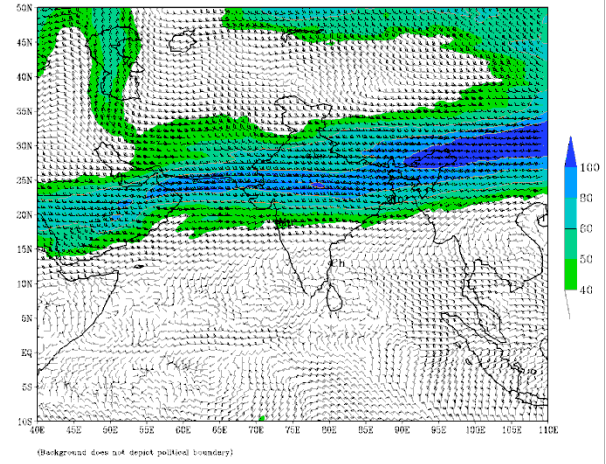 50N
45N
40N
35N
30N
25N
20N
15N
10N
5N
EQ
5S
10S
40E 45E 50E 55E 60E 65E 70E 75E 80E 85E 90E 95E 100E 105E 110E
100
80
60
50
40
Ch
(Background does not depict political boundary)